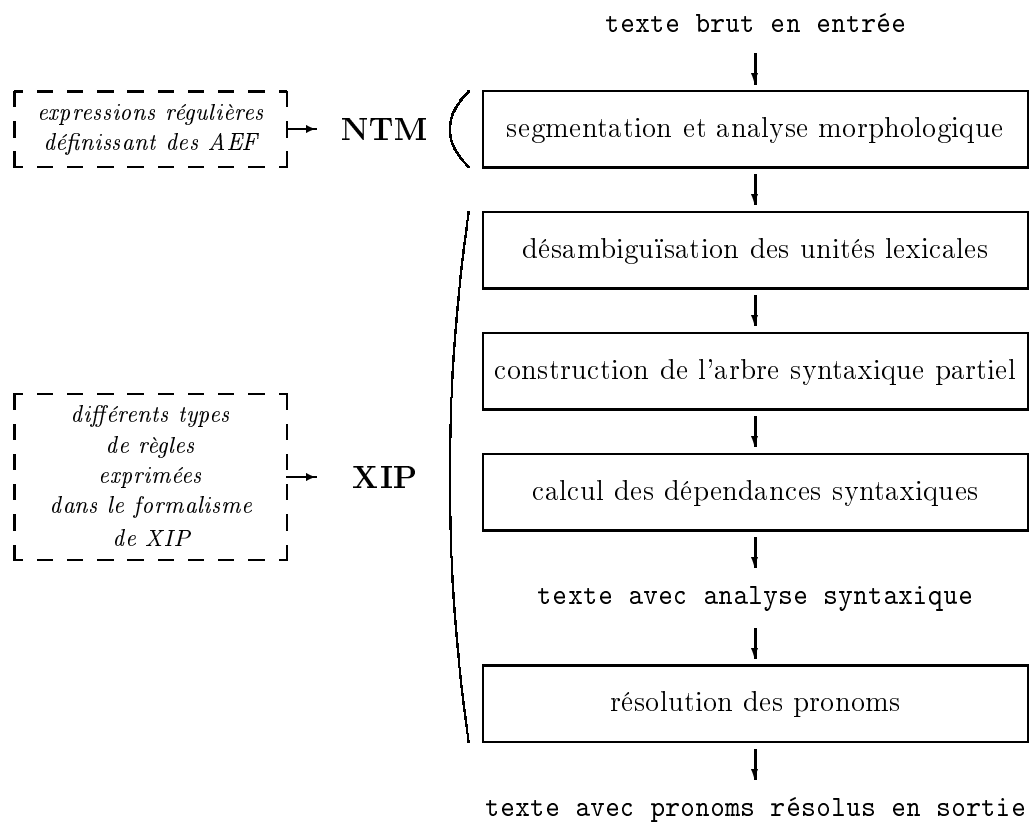 texte brut en entrée
expressions régulières
définissant des AEF
NTM
segmentation et analyse morphologique
désambiguïsation des unités lexicales
construction de l'arbre syntaxique partiel
différents types
de règles
exprimées
dans le formalisme
de XIP
XIP
calcul des dépendances syntaxiques
texte avec analyse syntaxique
résolution des pronoms
texte avec pronoms résolus en sortie